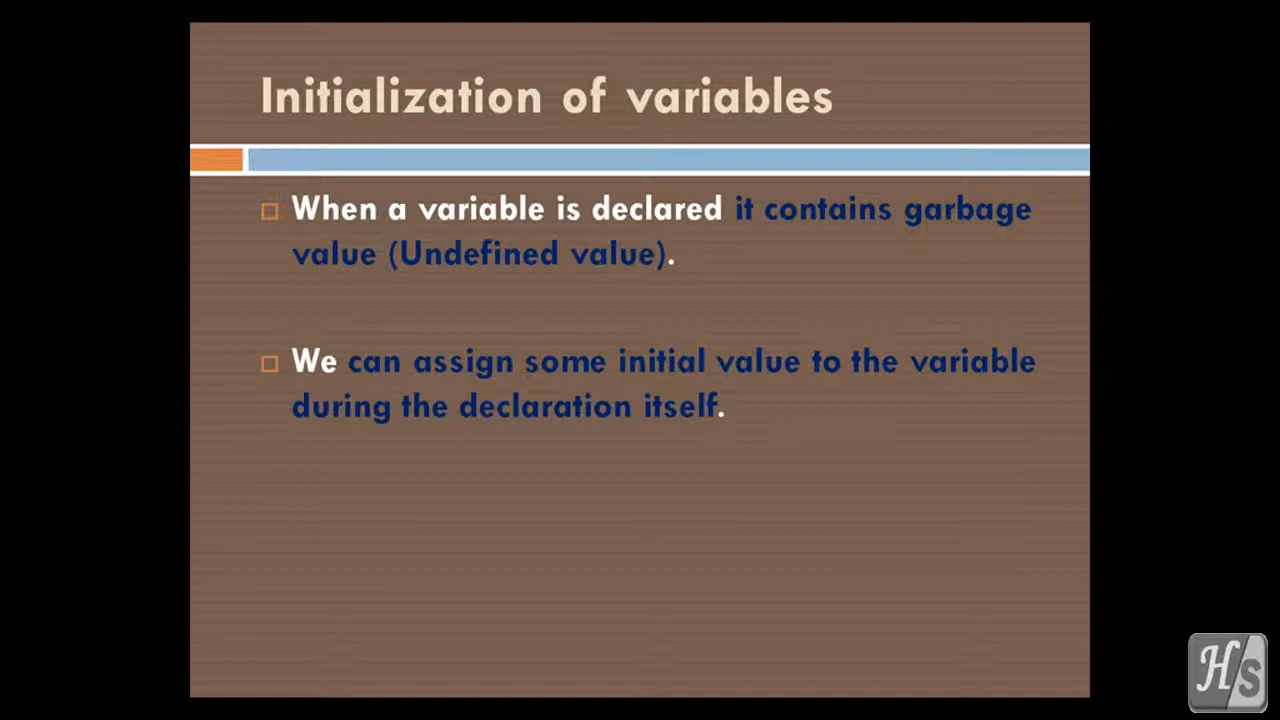 Initialization of variables
When a variable is declared it contains garbage
value (Undefined value).
We can assign some initial value to the variable
during the declaration itself.
HS